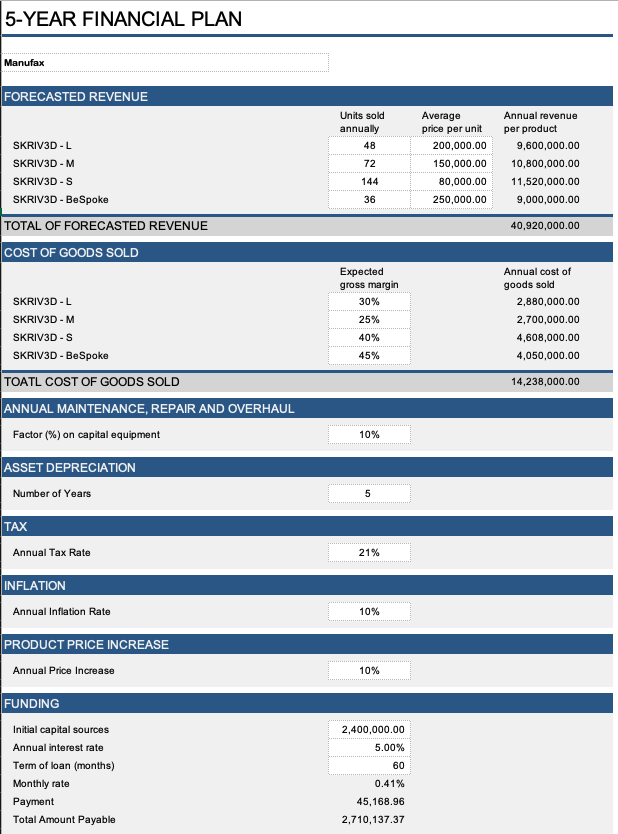 5-YEAR FINANCIAL PLAN
Manufax
FORECASTED REVENUE
Units sold annually Average price per unit Annual revenue per product
SKRIV3D - L 48 200,000.00 9,600,000.00
SKRIV3D - M 72 150,000.00 10,800,000.00
SKRIV3D - S 144 80,000.00 11,520,000.00
SKRIV3D - BeSpoke 36 250,000.00 9,000,000.00
TOTAL OF FORECASTED REVENUE 40,920,000.00
COST OF GOODS SOLD
Expected gross margin Annual cost of goods sold
SKRIV3D - L 30% 2,880,000.00
SKRIV3D - M 25% 2,700,000.00
SKRIV3D - S 40% 4,608,000.00
SKRIV3D - BeSpoke 45% 4,050,000.00
TOATL COST OF GOODS SOLD 14,238,000.00
ANNUAL MAINTENANCE, REPAIR AND OVERHAUL
Factor (%) on capital equipment 10%
ASSET DEPRECIATION
Number of Years 5
TAX
Annual Tax Rate 21%
INFLATION
Annual Inflation Rate 10%
PRODUCT PRICE INCREASE
Annual Price Increase 10%
FUNDING
Initial capital sources 2,400,000.00
Annual interest rate 5.00%
Term of loan (months) 60
Monthly rate 0.41%
Payment 45,168.96
Total Amount Payable 2,710,137.37